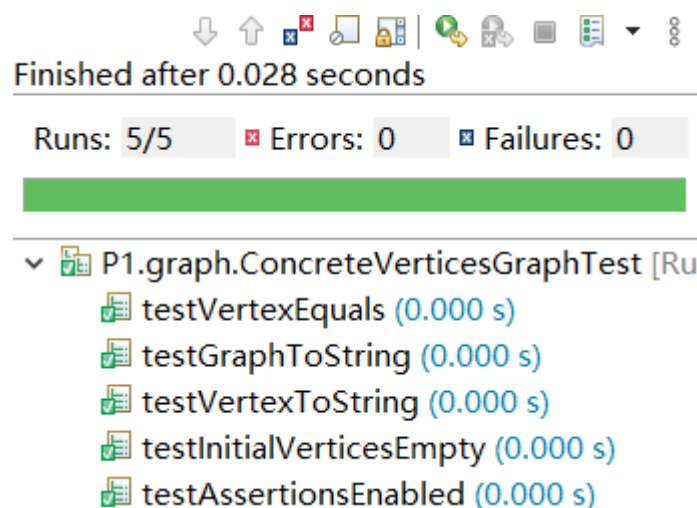 Finished after 0.028 seconds
Runs: 5/5 Errors: 0 Failures: 0
P1.graph.ConcreteVerticesGraphTest [Ru
testVertexEquals (0.000 s)
testGraphToString (0.000 s)
testVertexToString (0.000 s)
testInitialVerticesEmpty (0.000 s)
testAssertionsEnabled (0.000 s)